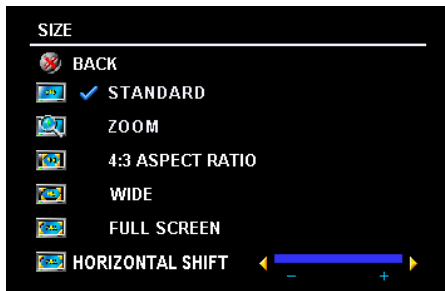 SIZE
BACK
STANDARD
ZOOM
4:3 ASPECT RATIO
WIDE
FULL SCREEN
HORIZONTAL SHIFT
- +